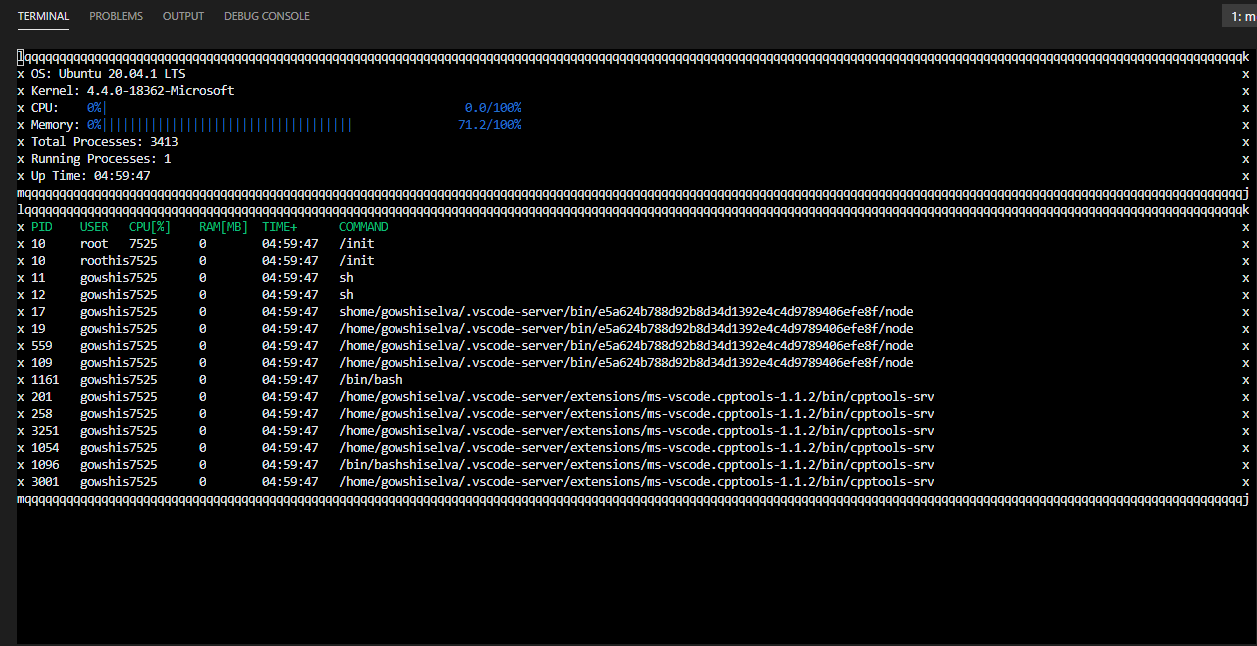 TERMINAL PROBLEMS OUTPUT DEBUG CONSOLE 1: m
lqqqqqqqqqqqqqqqqqqqqqqqqqqqqqqqqqqqqqqqqqqqqqqqqqqqqqqqqqqqqqqqqqqqqqqqqqqqqqqqqqqqqqqqqqqqqqqqqqqqqqqqqqqqqqqqqqqqqqqqqqqqqqqqqqqqqqqqqqqqqqqqqqqqqqqqqqqqqqqqqqqqqqqqqqqqqk
x OS: Ubuntu 20.04.1 LTS x
x Kernel: 4.4.0-18362-Microsoft x
x CPU: 0%| 0.0/100% x
x Memory: 0%|||||||||||||||||||||||||||||||||||| 71.2/100% x
x Total Processes: 3413 x
x Running Processes: 1 x
x Up Time: 04:59:47 x
mqqqqqqqqqqqqqqqqqqqqqqqqqqqqqqqqqqqqqqqqqqqqqqqqqqqqqqqqqqqqqqqqqqqqqqqqqqqqqqqqqqqqqqqqqqqqqqqqqqqqqqqqqqqqqqqqqqqqqqqqqqqqqqqqqqqqqqqqqqqqqqqqqqqqqqqqqqqqqqqqqqqqqqqqqqqj
lqqqqqqqqqqqqqqqqqqqqqqqqqqqqqqqqqqqqqqqqqqqqqqqqqqqqqqqqqqqqqqqqqqqqqqqqqqqqqqqqqqqqqqqqqqqqqqqqqqqqqqqqqqqqqqqqqqqqqqqqqqqqqqqqqqqqqqqqqqqqqqqqqqqqqqqqqqqqqqqqqqqqqqqqqqqk
x PID USER CPU[%] RAM[MB] TIME+ COMMAND x
x 10 root 7525 0 04:59:47 /init x
x 10 roothis7525 0 04:59:47 /init x
x 11 gowshis7525 0 04:59:47 sh x
x 12 gowshis7525 0 04:59:47 sh x
x 17 gowshis7525 0 04:59:47 shome/gowshiselva/.vscode-server/bin/e5a624b788d92b8d34d1392e4c4d9789406efe8f/node x
x 19 gowshis7525 0 04:59:47 /home/gowshiselva/.vscode-server/bin/e5a624b788d92b8d34d1392e4c4d9789406efe8f/node x
x 559 gowshis7525 0 04:59:47 /home/gowshiselva/.vscode-server/bin/e5a624b788d92b8d34d1392e4c4d9789406efe8f/node x
x 109 gowshis7525 0 04:59:47 /home/gowshiselva/.vscode-server/bin/e5a624b788d92b8d34d1392e4c4d9789406efe8f/node x
x 1161 gowshis7525 0 04:59:47 /bin/bash x
x 201 gowshis7525 0 04:59:47 /home/gowshiselva/.vscode-server/extensions/ms-vscode.cpptools-1.1.2/bin/cpptools-srv x
x 258 gowshis7525 0 04:59:47 /home/gowshiselva/.vscode-server/extensions/ms-vscode.cpptools-1.1.2/bin/cpptools-srv x
x 3251 gowshis7525 0 04:59:47 /home/gowshiselva/.vscode-server/extensions/ms-vscode.cpptools-1.1.2/bin/cpptools-srv x
x 1054 gowshis7525 0 04:59:47 /home/gowshiselva/.vscode-server/extensions/ms-vscode.cpptools-1.1.2/bin/cpptools-srv x
x 1096 gowshis7525 0 04:59:47 /bin/bashshiselva/.vscode-server/extensions/ms-vscode.cpptools-1.1.2/bin/cpptools-srv x
x 3001 gowshis7525 0 04:59:47 /home/gowshiselva/.vscode-server/extensions/ms-vscode.cpptools-1.1.2/bin/cpptools-srv x
mqqqqqqqqqqqqqqqqqqqqqqqqqqqqqqqqqqqqqqqqqqqqqqqqqqqqqqqqqqqqqqqqqqqqqqqqqqqqqqqqqqqqqqqqqqqqqqqqqqqqqqqqqqqqqqqqqqqqqqqqqqqqqqqqqqqqqqqqqqqqqqqqqqqqqqqqqqqqqqqqqqqqqqqqqqqj